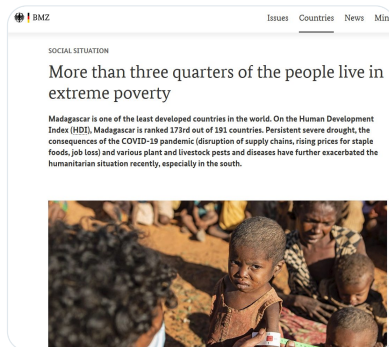 BMZ
Issues Countries News Min
SOCIAL SITUATION
More than three quarters of the people live in
extreme poverty
Madagascar is one of the least developed countries in the world. On the Human Development
Index (HDI), Madagascar is ranked 173rd out of 191 countries. Persistent severe drought, the
consequences of the COVID-19 pandemic (disruption of supply chains, rising prices for staple
foods, job loss) and various plant and livestock pests and diseases have further exacerbated the
humanitarian situation recently, especially in the south.